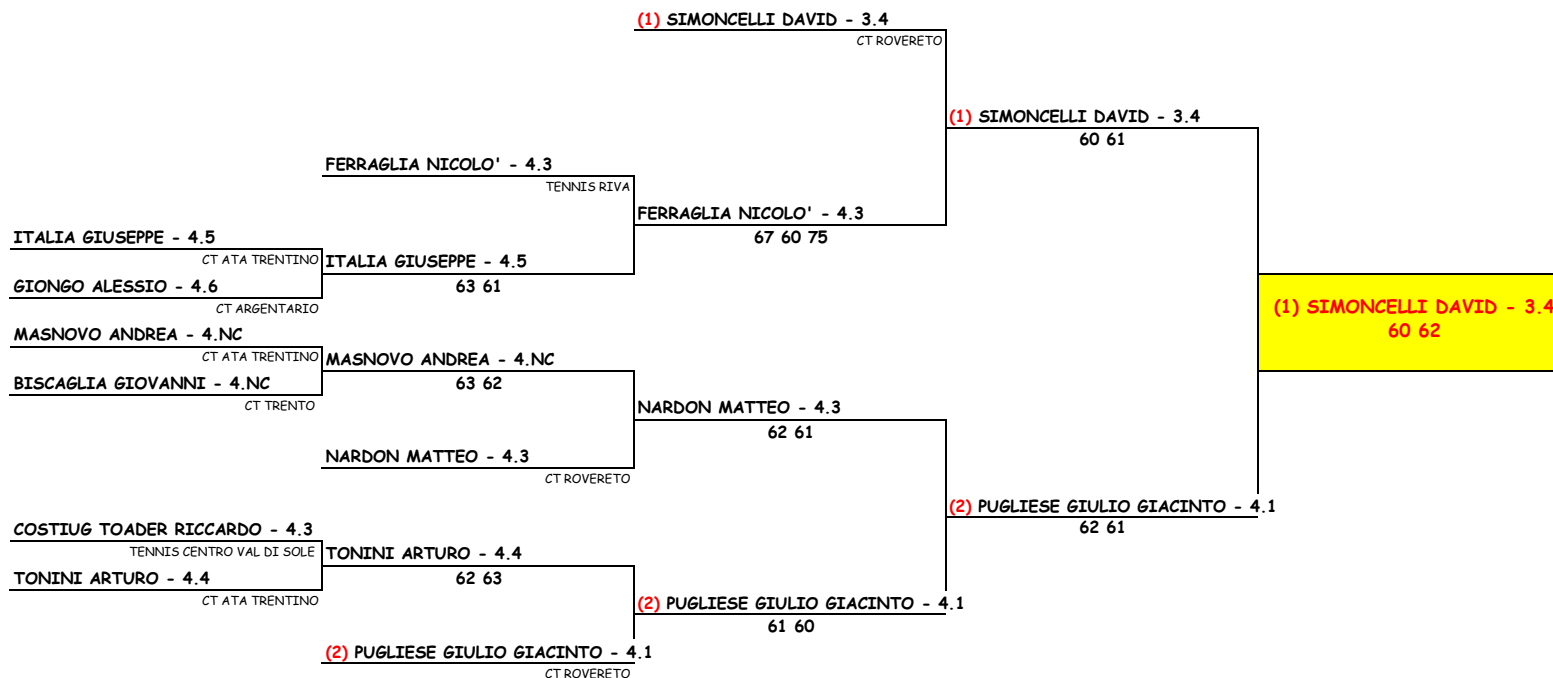 (1) SIMONCELLI DAVID - 3.4
CT ROVERETO
(1) SIMONCELLI DAVID - 3.4
60 61
FERRAGLIA NICOLO' - 4.3
TENNIS RIVA
FERRAGLIA NICOLO' - 4.3
67 60 75
ITALIA GIUSEPPE - 4.5
CT ATA TRENTINO
ITALIA GIUSEPPE - 4.5
63 61
GIONGO ALESSIO - 4.6
CT ARGENTARIO
(1) SIMONCELLI DAVID - 3.4
60 62
MASNOVO ANDREA - 4.NC
CT ATA TRENTINO
MASNOVO ANDREA - 4.NC
63 62
BISCAGLIA GIOVANNI - 4.NC
CT TRENTO
NARDON MATTEO - 4.3
62 61
NARDON MATTEO - 4.3
CT ROVERETO
(2) PUGLIESE GIULIO GIACINTO - 4.1
62 61
COSTIUG TOADER RICCARDO - 4.3
TENNIS CENTRO VAL DI SOLE
TONINI ARTURO - 4.4
62 63
TONINI ARTURO - 4.4
CT ATA TRENTINO
(2) PUGLIESE GIULIO GIACINTO - 4.1
61 60
(2) PUGLIESE GIULIO GIACINTO - 4.1
CT ROVERETO